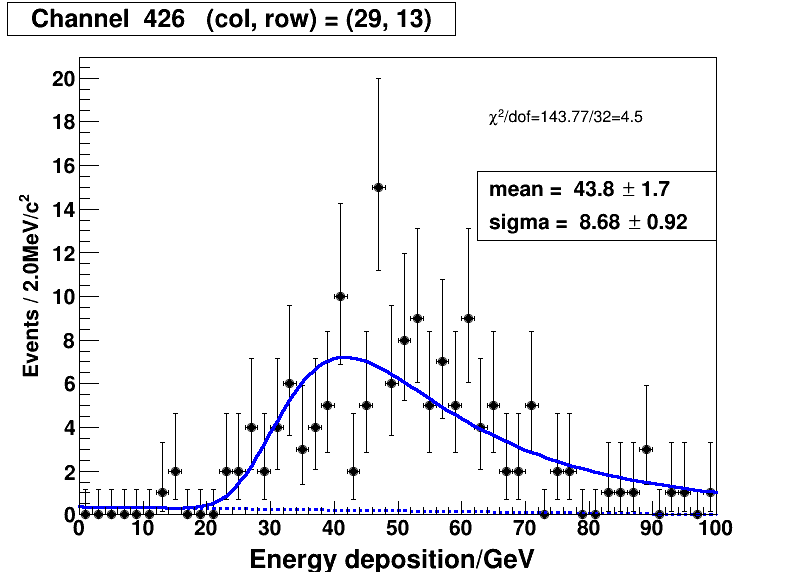 Channel  426   (col, row) = (29, 13)
20
18
16
14
12
10
8
6
4
2
0
Events / 2.0MeV/c²
χ²/dof=143.77/32=4.5
mean =  43.8 ± 1.7
sigma =  8.68 ± 0.92
0 10 20 30 40 50 60 70 80 90 100
Energy deposition/GeV